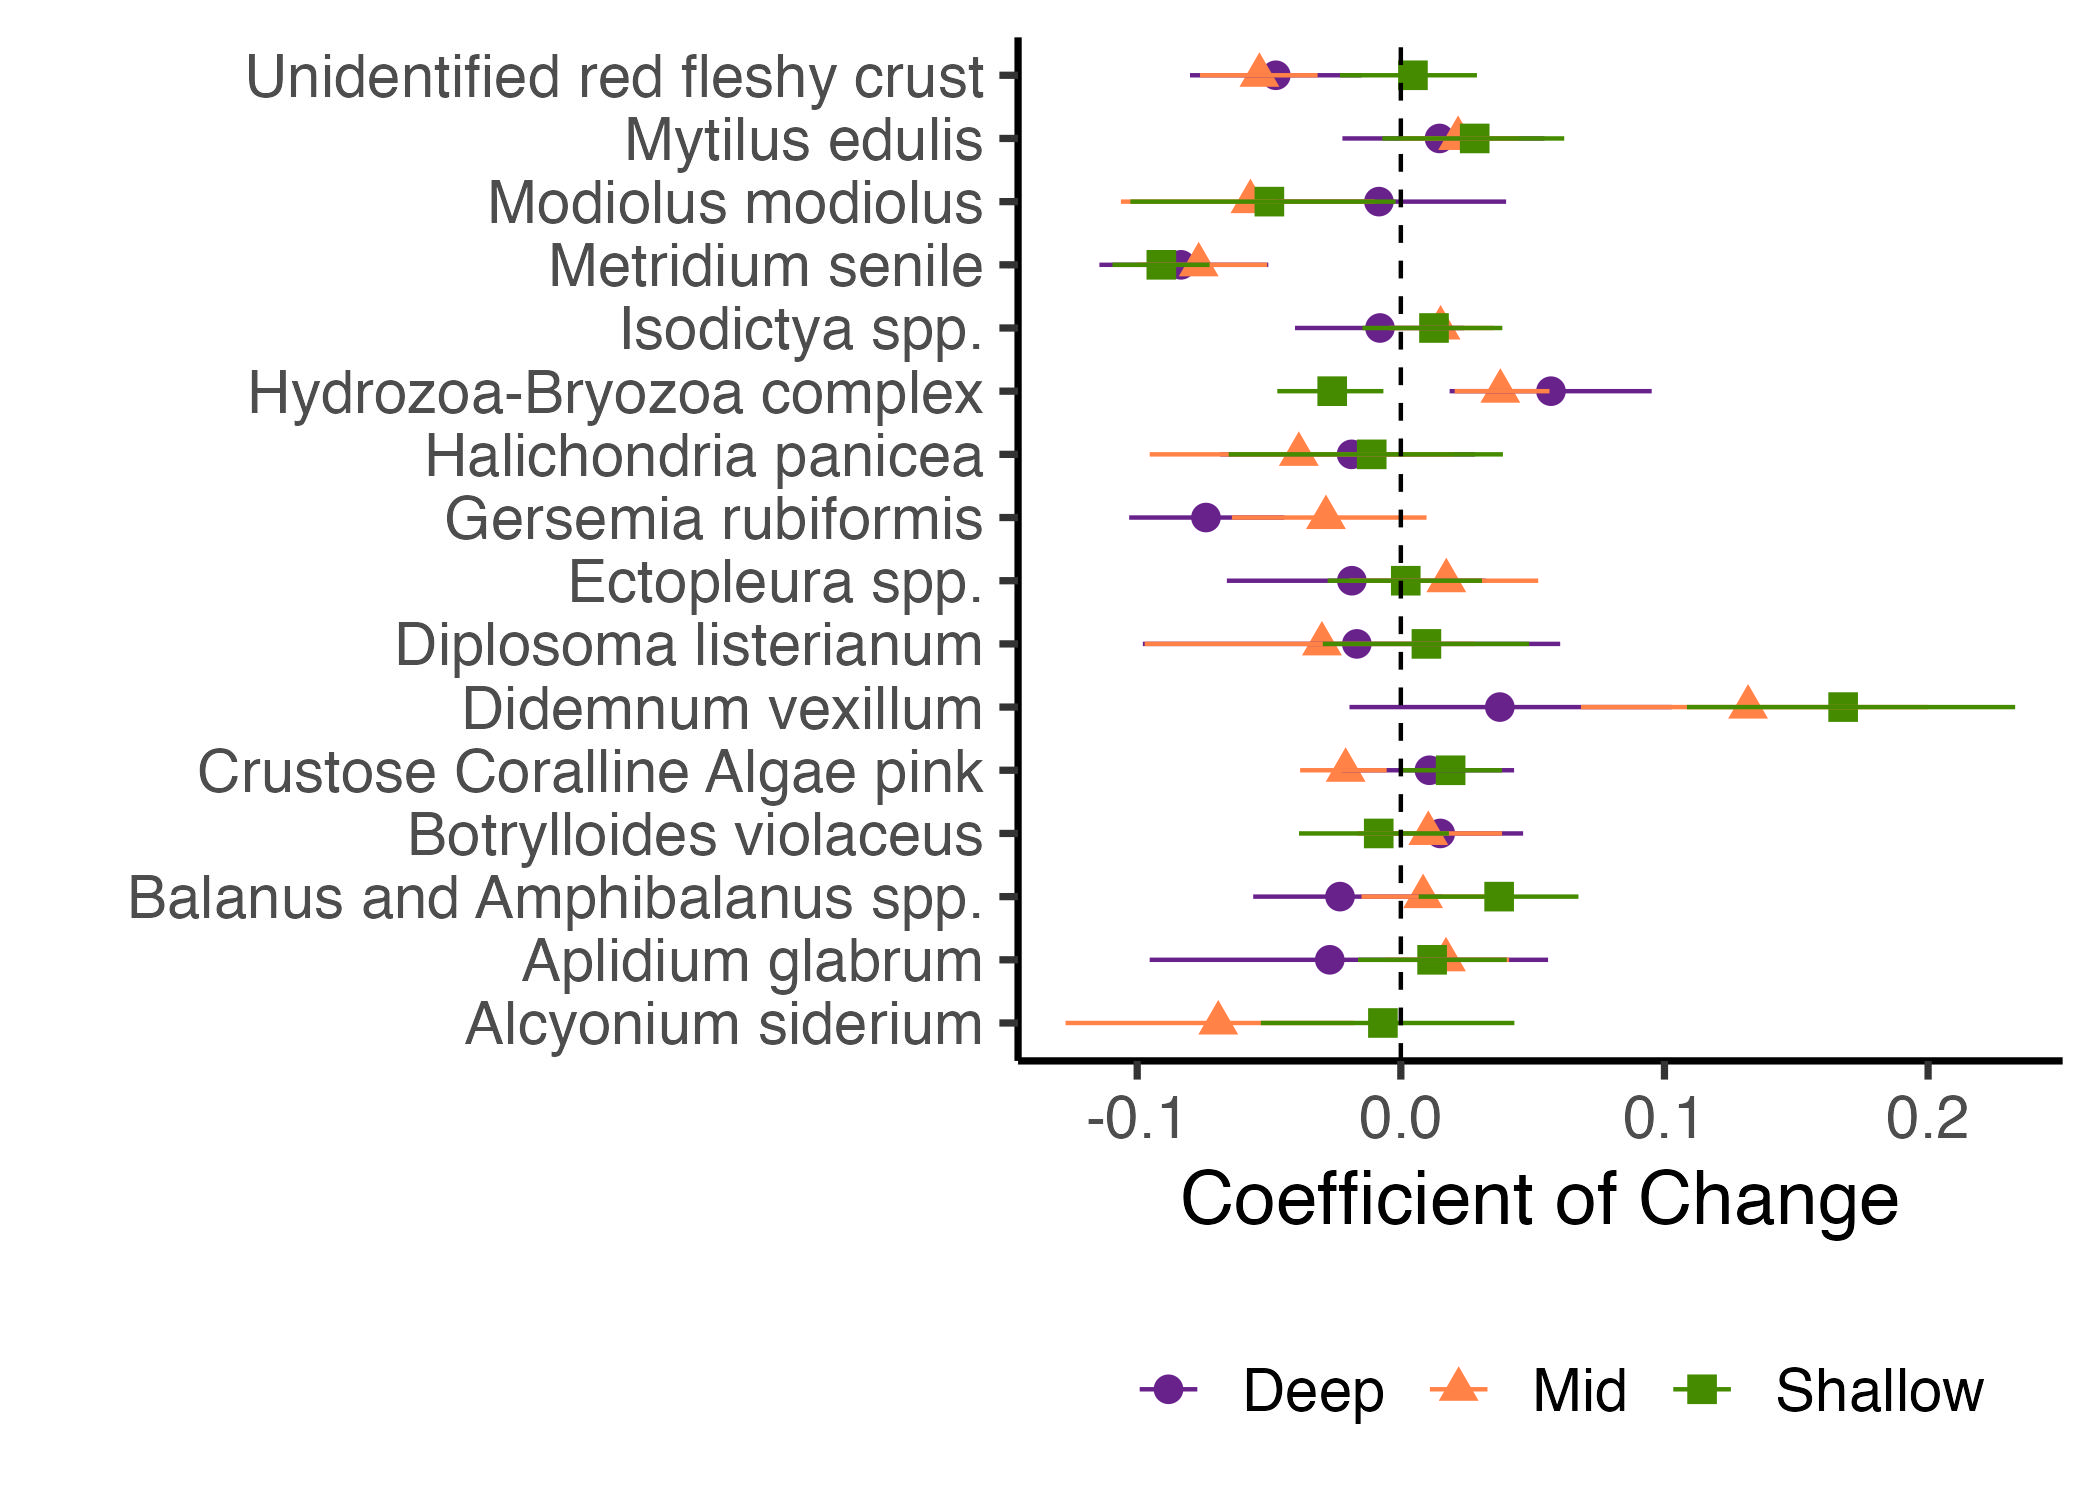 Unidentified red fleshy crust
Mytilus edulis
Modiolus modiolus
Metridium senile
Isodictya spp.
Hydrozoa-Bryozoa complex
Halichondria panicea
Gersemia rubiformis
Ectopleura spp.
Diplosoma listerianum
Didemnum vexillum
Crustose Coralline Algae pink
Botrylloides violaceus
Balanus and Amphibalanus spp.
Aplidium glabrum
Alcyonium siderium
-0.1 0.0 0.1 0.2
Coefficient of Change
Deep Mid Shallow